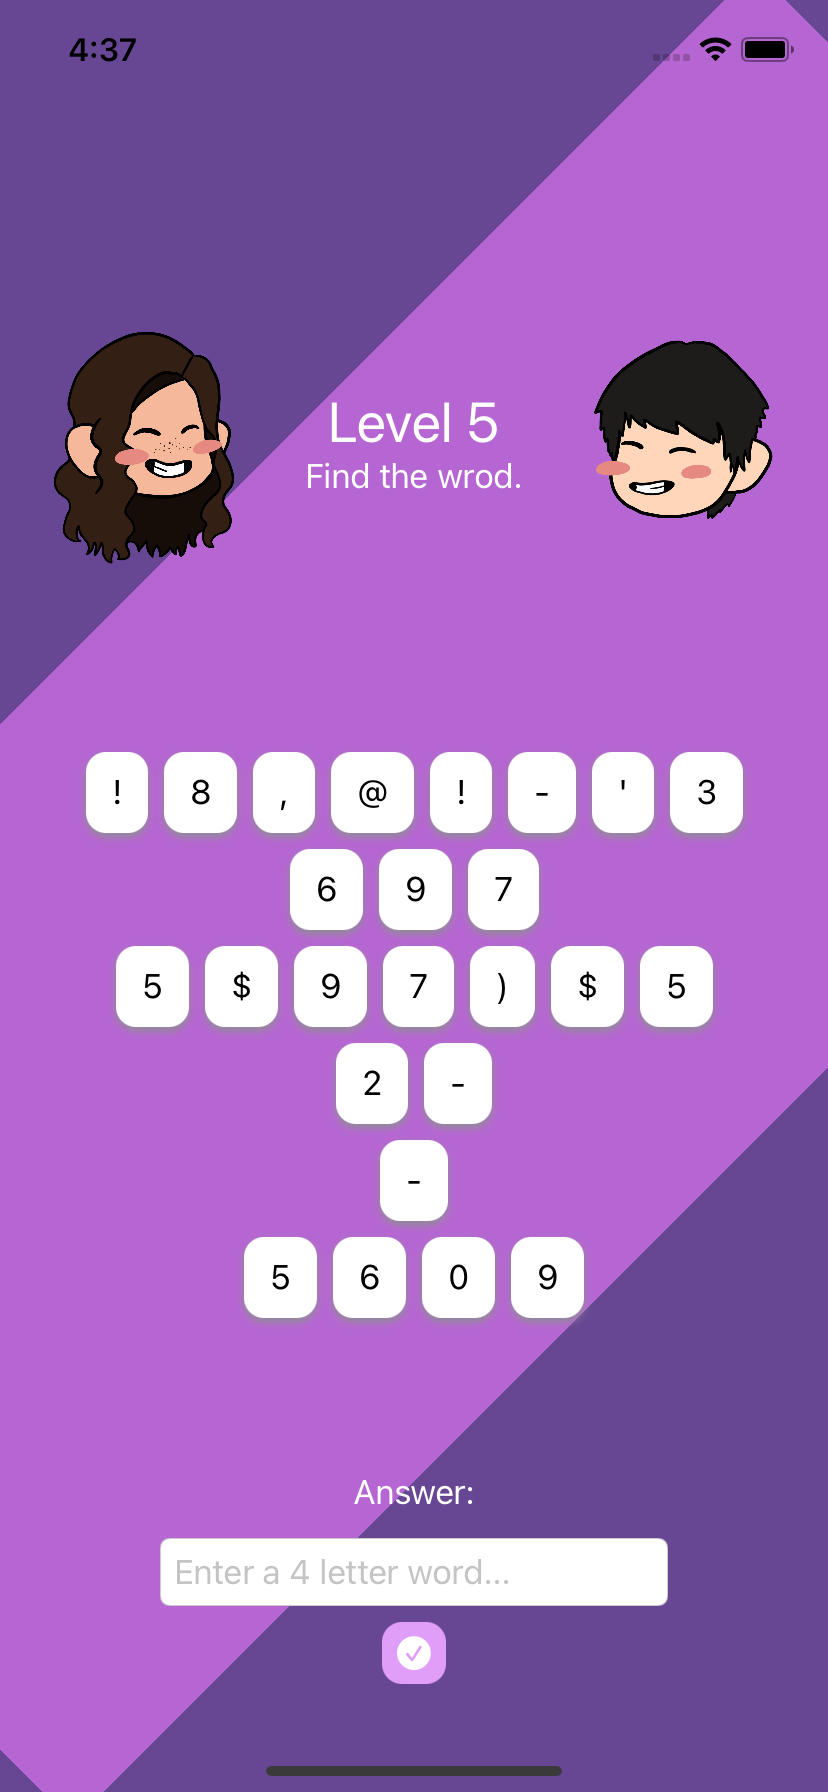 4:37
Level 5
Find the wrod.
! 8 , @ ! - ' 3
6 9 7
5 $ 9 7 ) $ 5
2 -
-
5 6 0 9
Answer:
Enter a 4 letter word...